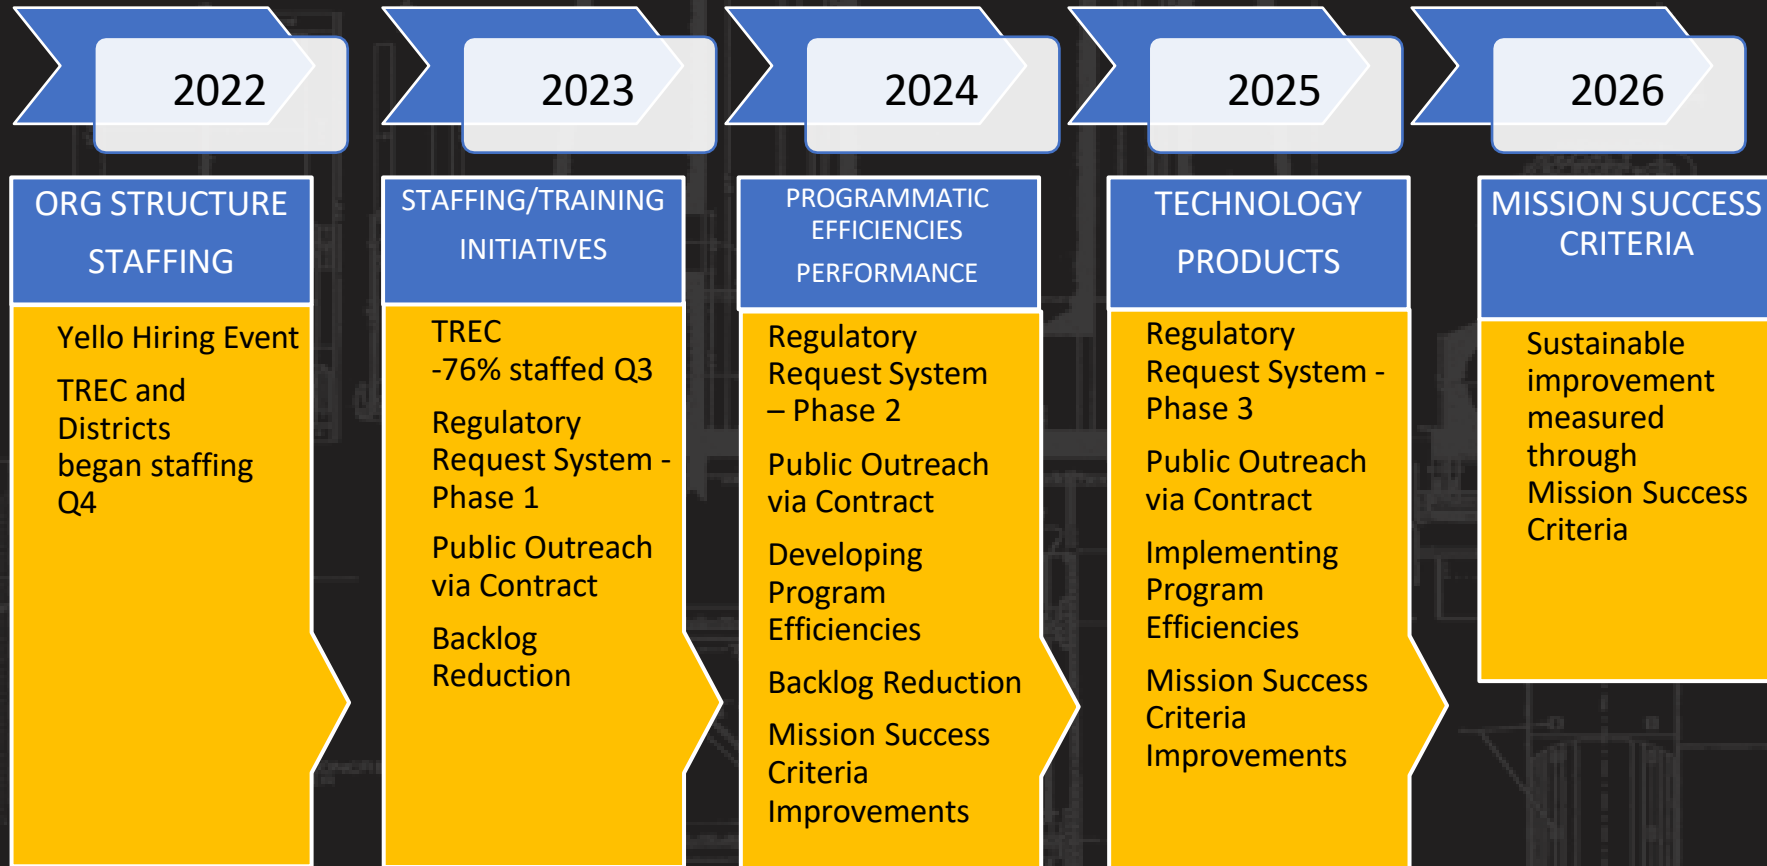 2022
2023
2024
2025
2026
ORG STRUCTURE
STAFFING
Yello Hiring Event
TREC and
Districts
began staffing
Q4
STAFFING/TRAINING
INITIATIVES
TREC
-76% staffed Q3
Regulatory
Request System -
Phase 1
Public Outreach
via Contract
Backlog
Reduction
PROGRAMMATIC
EFFICIENCIES
PERFORMANCE
Regulatory
Request System
– Phase 2
Public Outreach
via Contract
Developing
Program
Efficiencies
Backlog Reduction
Mission Success
Criteria
Improvements
TECHNOLOGY
PRODUCTS
Regulatory
Request System -
Phase 3
Public Outreach
via Contract
Implementing
Program
Efficiencies
Mission Success
Criteria
Improvements
MISSION SUCCESS
CRITERIA
Sustainable
improvement
measured
through
Mission Success
Criteria